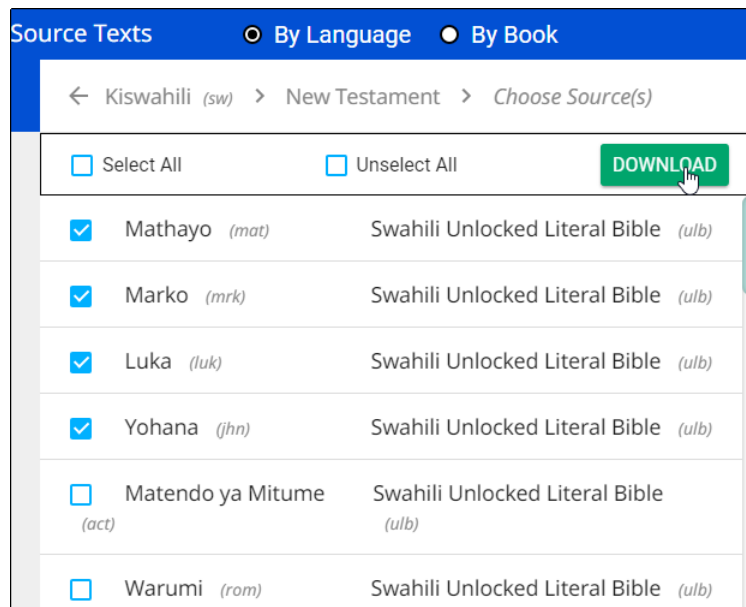 Source Texts By Language By Book
Kiswahili (sw) > New Testament > Choose Source(s)
Select All Unselect All DOWNLOAD
Mathayo (mat) Swahili Unlocked Literal Bible (ulb)
Marko (mrk) Swahili Unlocked Literal Bible (ulb)
Luka (luk) Swahili Unlocked Literal Bible (ulb)
Yohana (jhn) Swahili Unlocked Literal Bible (ulb)
Matendo ya Mitume Swahili Unlocked Literal Bible
(act) (ulb)
Warumi (rom) Swahili Unlocked Literal Bible (ulb)